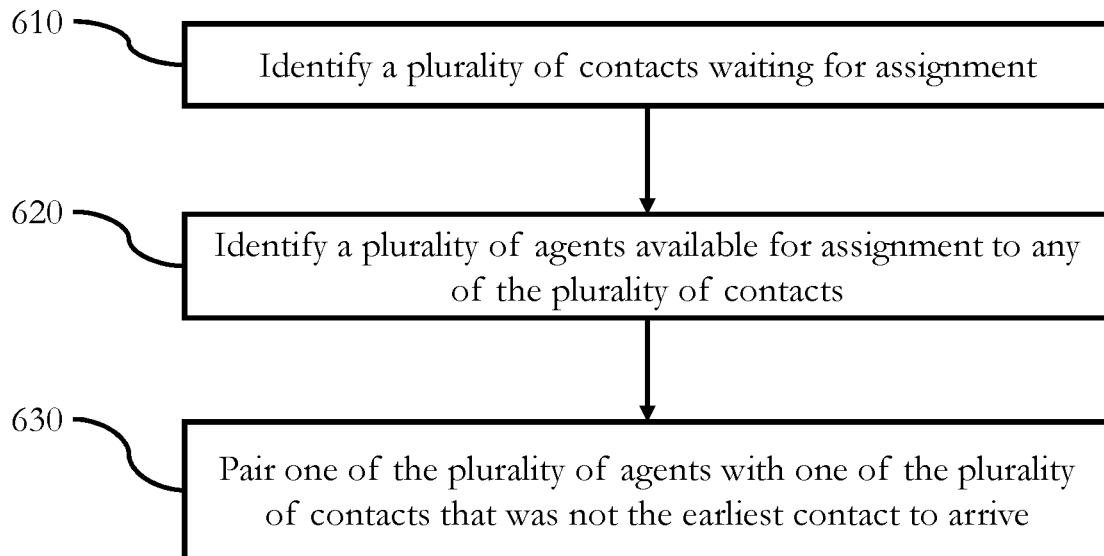 610
Identify a plurality of contacts waiting for assignment
620
Identify a plurality of agents available for assignment to any
of the plurality of contacts
630
Pair one of the plurality of agents with one of the plurality
of contacts that was not the earliest contact to arrive